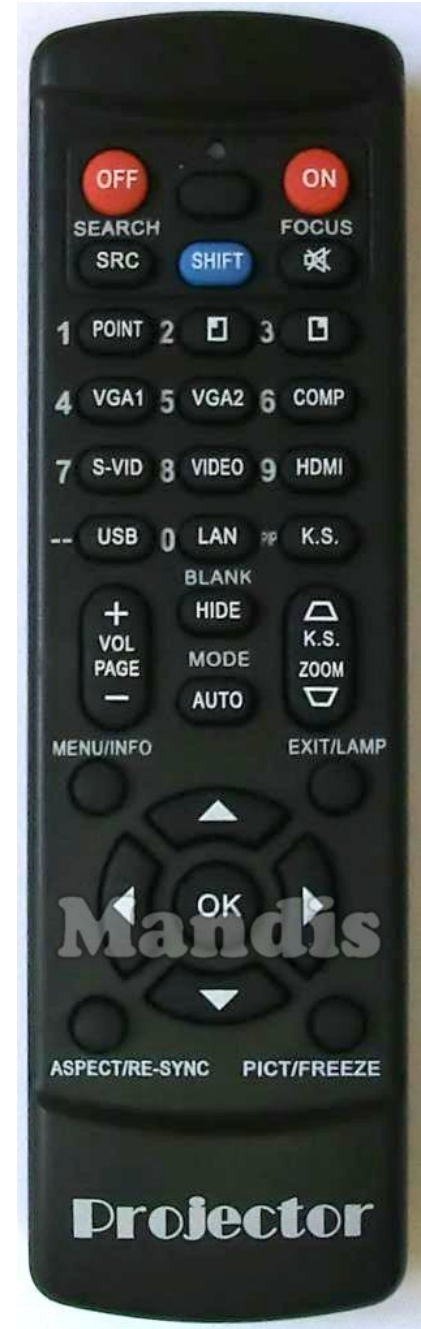 OFF ON
SEARCH FOCUS
SRC SHIFT
1 POINT 2 3
4 VGA1 5 VGA2 6 COMP
7 S-VID 8 VIDEO 9 HDMI
-- USB 0 LAN PIP K.S.
BLANK
+ HIDE
VOL K.S.
PAGE MODE ZOOM
- AUTO
MENU/INFO EXIT/LAMP
OK
Mandis
ASPECT/RE-SYNC PICT/FREEZE
Projector